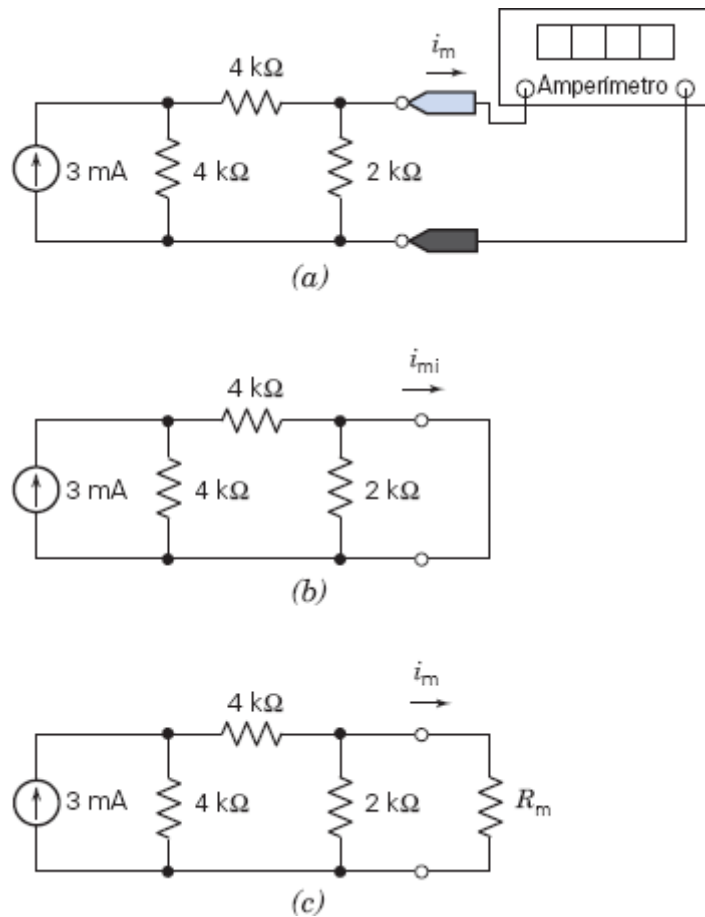 4 kΩ
i_m
Amperímetro
3 mA
4 kΩ
2 kΩ
(a)
4 kΩ
i_mi
3 mA
4 kΩ
2 kΩ
(b)
4 kΩ
i_m
3 mA
4 kΩ
2 kΩ
R_m
(c)